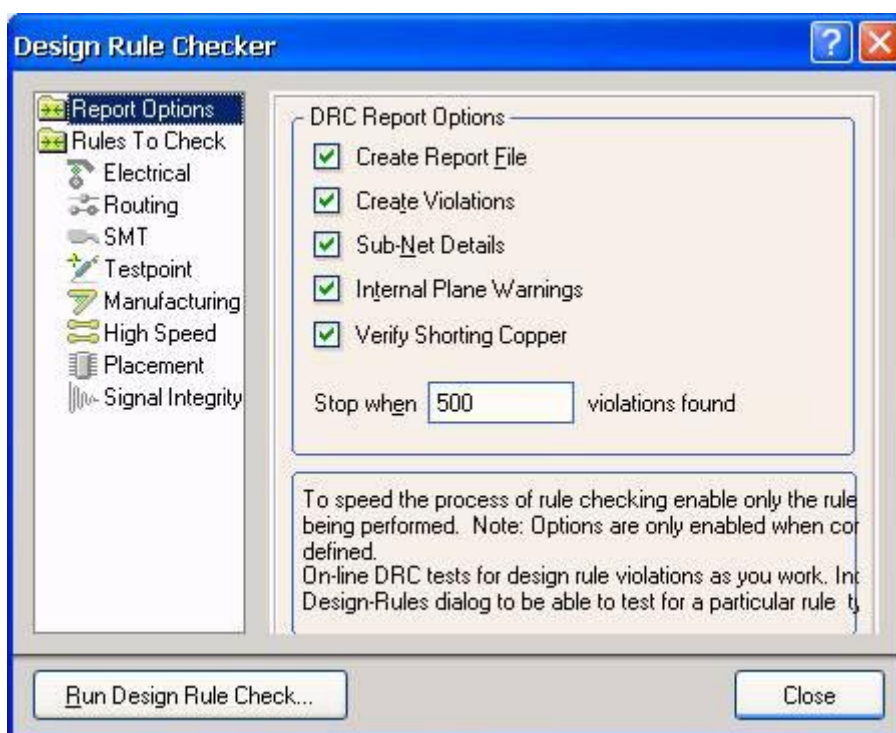 Design Rule Checker
Report Options
Rules To Check
Electrical
Routing
SMT
Testpoint
Manufacturing
High Speed
Placement
Signal Integrity
DRC Report Options
Create Report File
Create Violations
Sub-Net Details
Internal Plane Warnings
Verify Shorting Copper
Stop when 500 violations found
To speed the process of rule checking enable only the rule
being performed. Note: Options are only enabled when
defined.
On-line DRC tests for design rule violations as you work.
Design-Rules dialog to be able to test for a particular rule
Run Design Rule Check...
Close